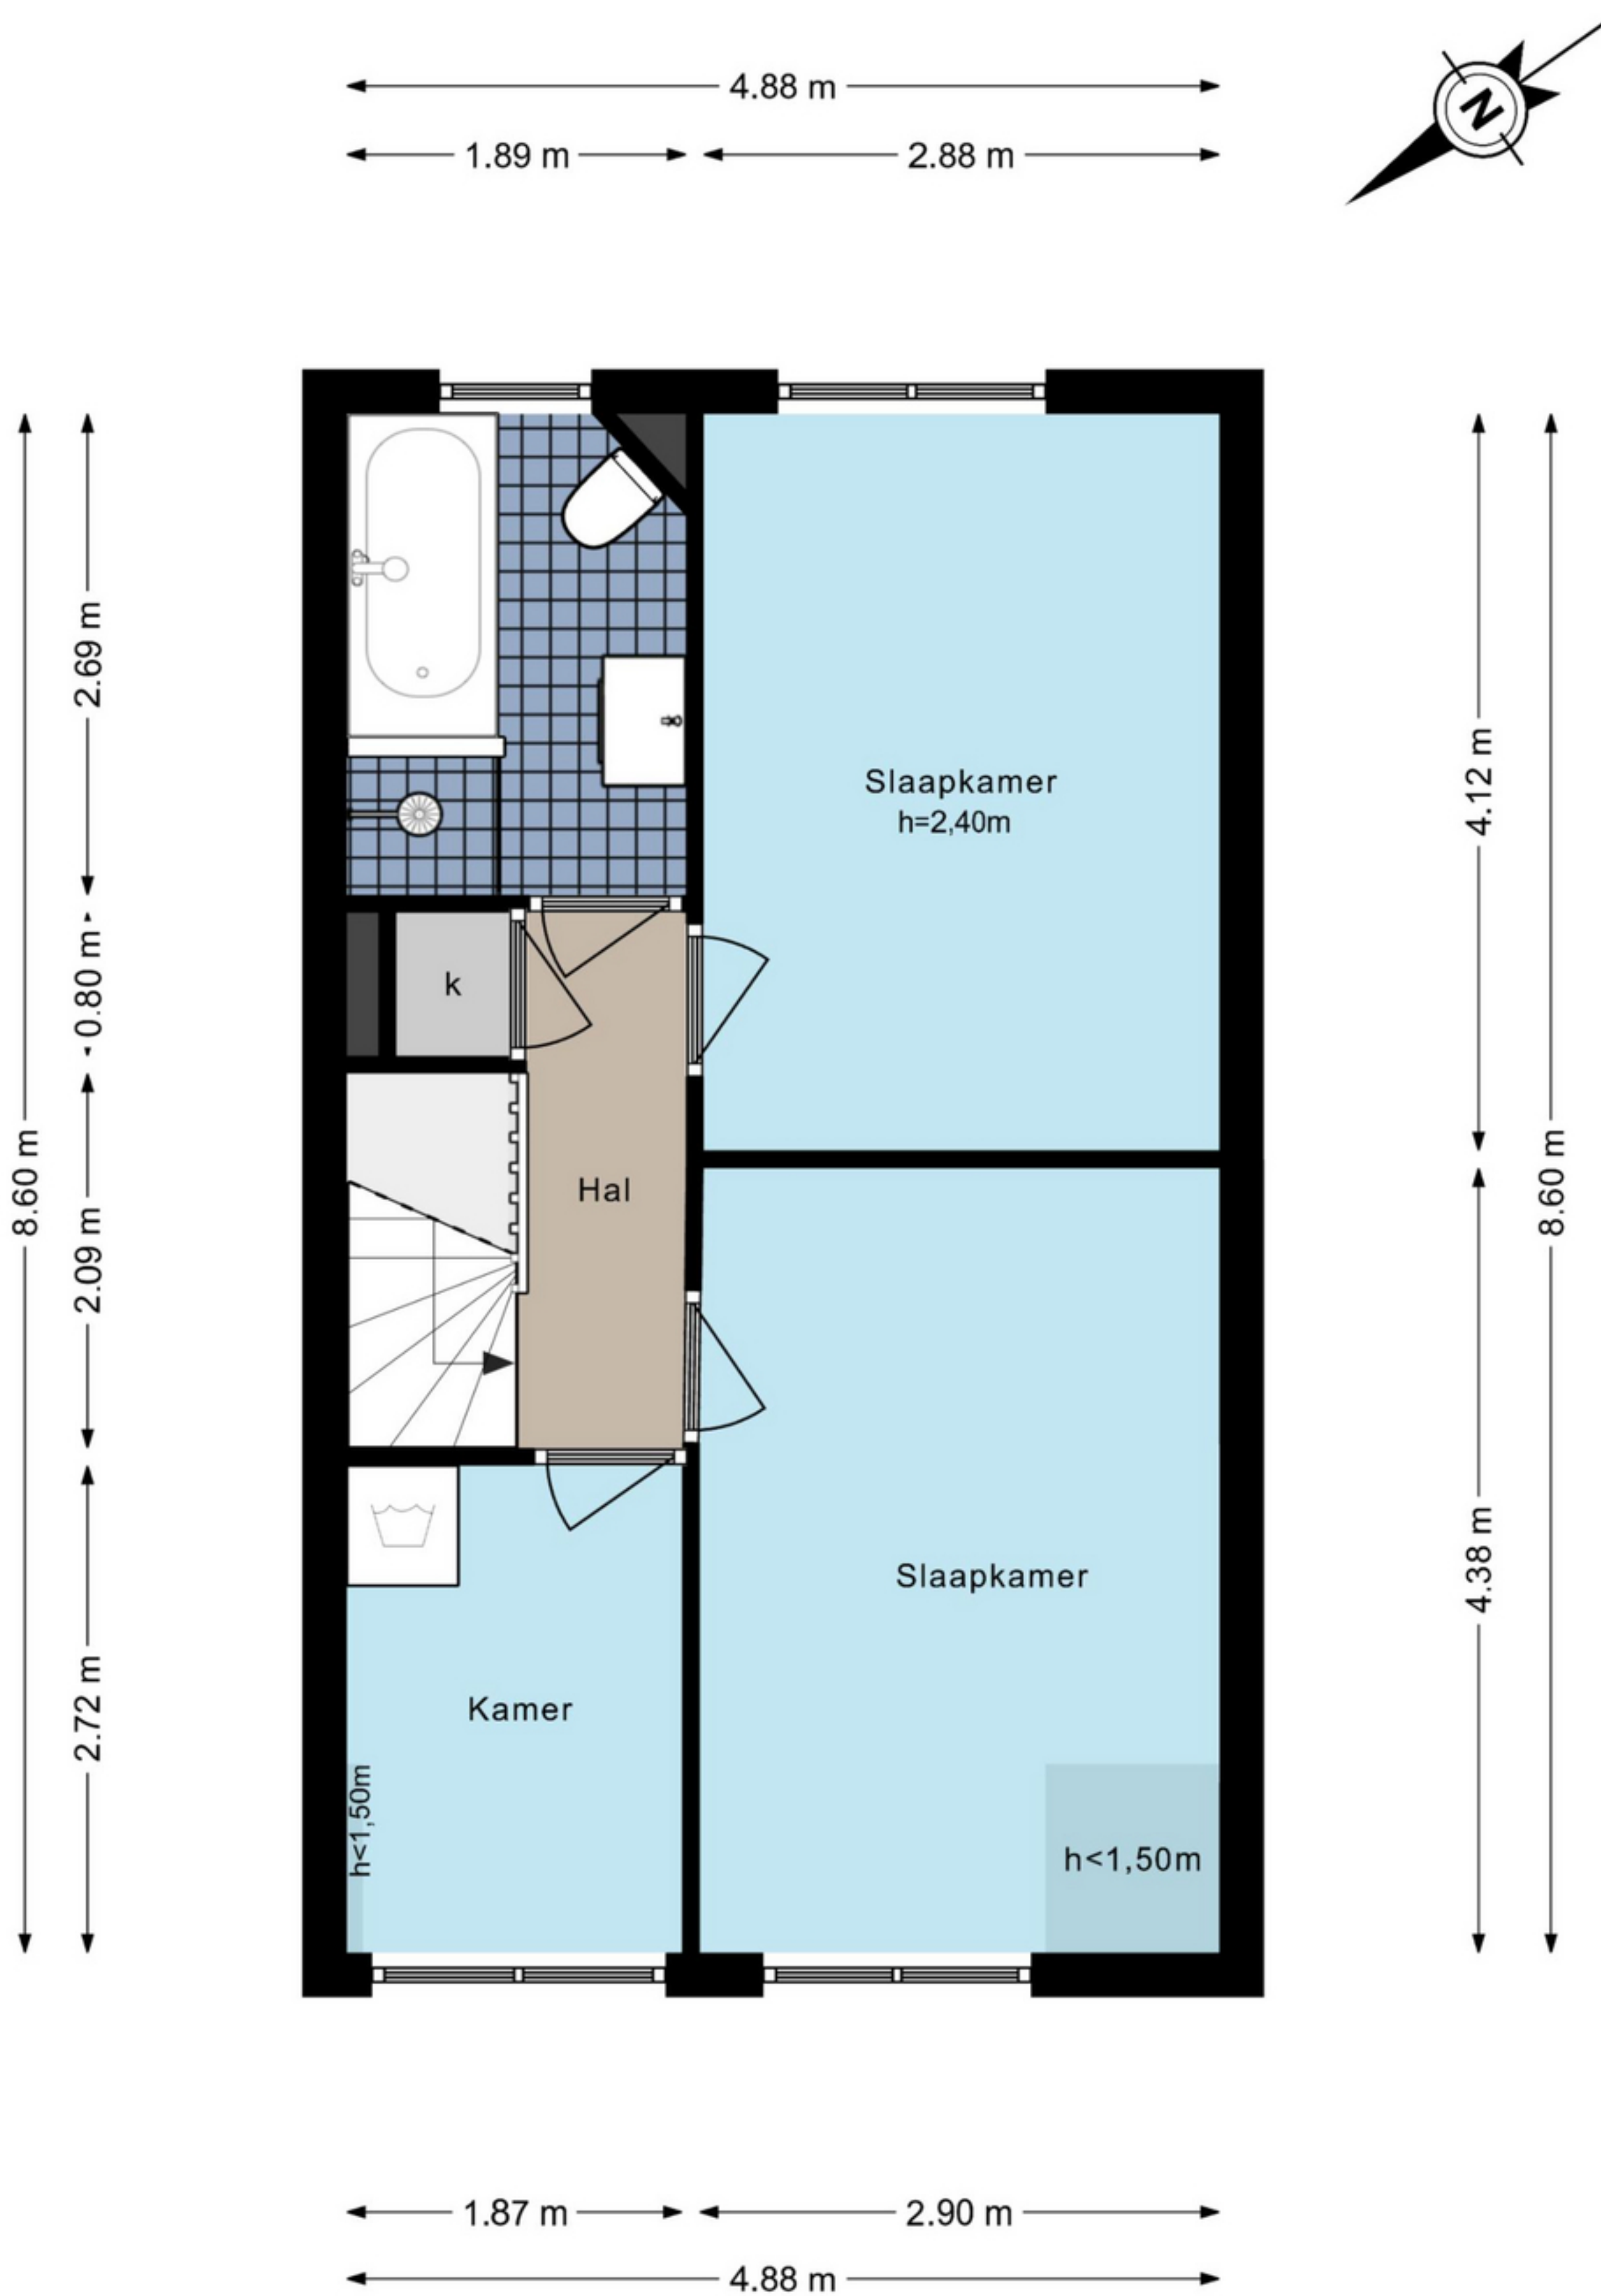 4.88 m
1.89 m
2.88 m
N
2.69 m
4.12 m
Slaapkamer
h=2,40m
0.80 m
k
8.60 m
8.60 m
Hal
2.09 m
4.38 m
Slaapkamer
2.72 m
Kamer
h<1,50m
h<1,50m
1.87 m
2.90 m
4.88 m